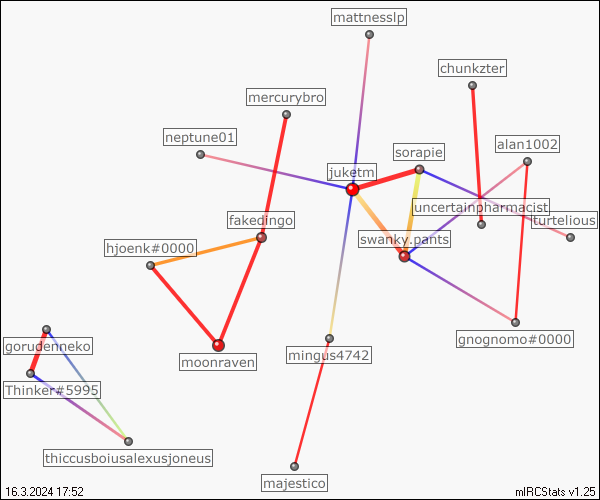 mattnesslp
chunkzter
mercurybro
neptune01
alan1002
sorapie
juketm
uncertainpharmacist
fakedingo
turtelious
swanky.pants
hjoenk#0000
gnognomo#0000
gorudenneko
mingus4742
moonraven
Thinker#5995
thiccusboiusalexusjoneus
majestico
16.3.2024 17:52
mIRCStats v1.25